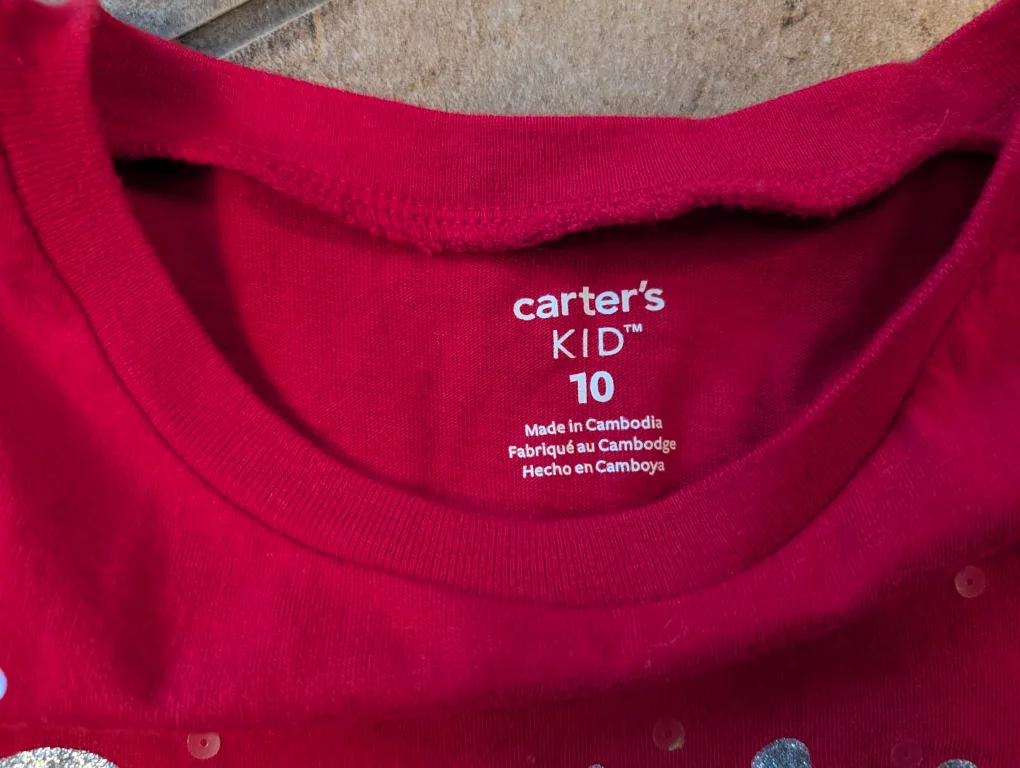 carter's
KID™
10
Made in Cambodia
Fabriqué au Cambodge
Hecho en Camboya